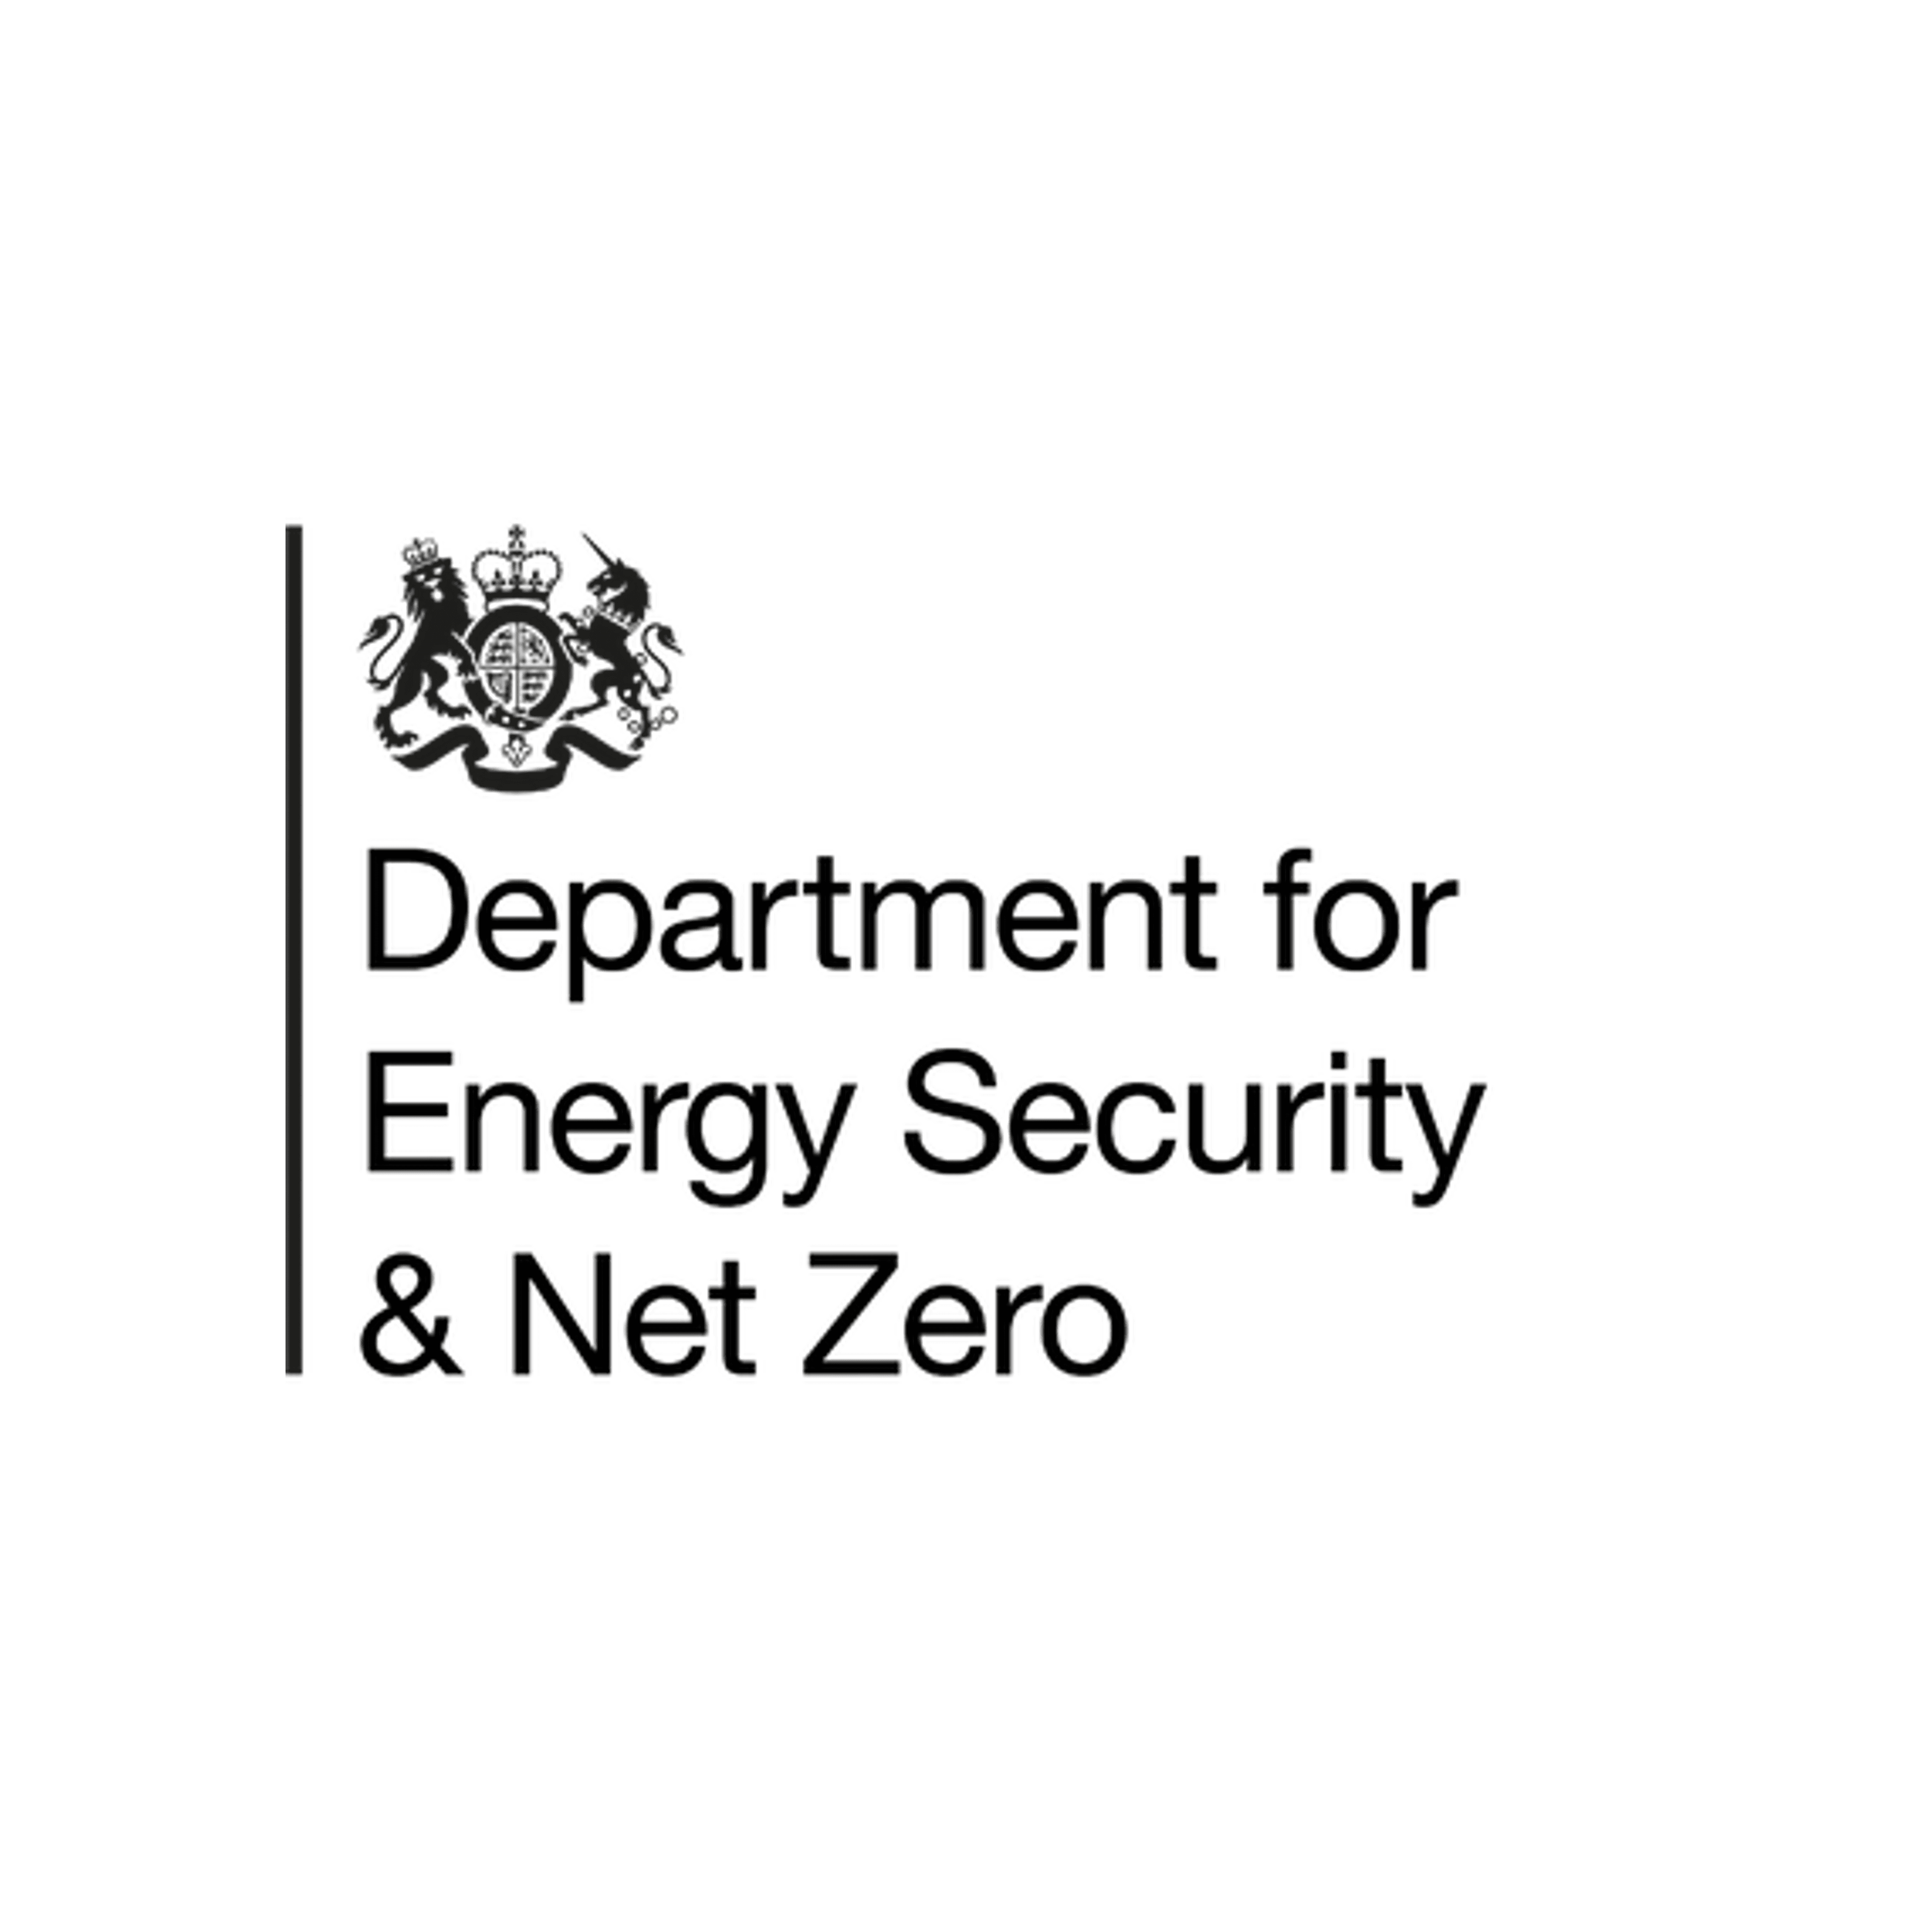 Department for
Energy Security
& Net Zero